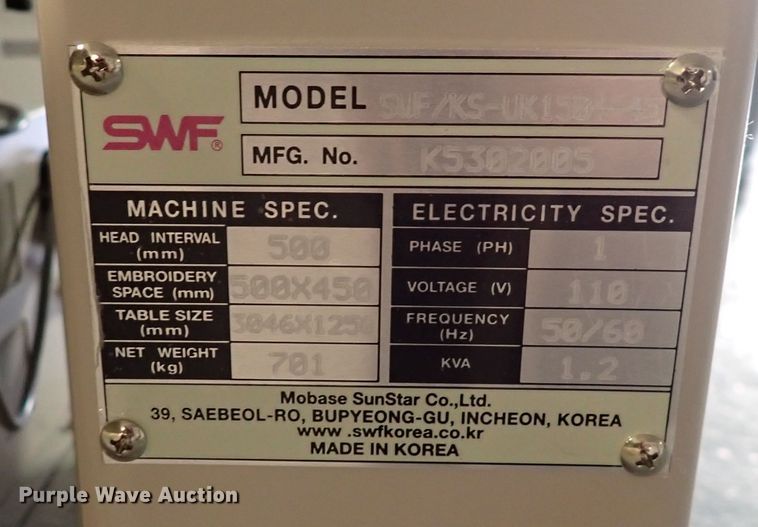 SWF®
MODEL SWF/KS-UK1504-45
MFG. No. K5302005
MACHINE SPEC.
HEAD INTERVAL (mm) 500
EMBROIDERY SPACE (mm) 500X450
TABLE SIZE (mm) 3046X1250
NET WEIGHT (kg) 701
ELECTRICITY SPEC.
PHASE (PH) 1
VOLTAGE (V) 110
FREQUENCY (Hz) 50/60
KVA 1.2
Mobase SunStar Co.,Ltd.
39, SAEBEOL-RO, BUPYEONG-GU, INCHEON, KOREA
www .swfkorea.co.kr
MADE IN KOREA
Purple Wave Auction